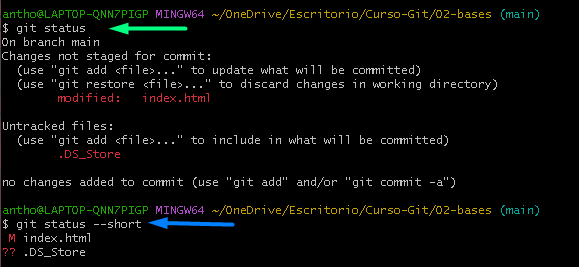 antho@LAPTOP-QNN7PIGP MINGW64 ~/OneDrive/Escritorio/Curso-Git/02-bases (main)
$ git status
On branch main
Changes not staged for commit:
  (use "git add <file>..." to update what will be committed)
  (use "git restore <file>..." to discard changes in working directory)
        modified:   index.html

Untracked files:
  (use "git add <file>..." to include in what will be committed)
        .DS_Store

no changes added to commit (use "git add" and/or "git commit -a")

antho@LAPTOP-QNN7PIGP MINGW64 ~/OneDrive/Escritorio/Curso-Git/02-bases (main)
$ git status --short
 M index.html
?? .DS_Store